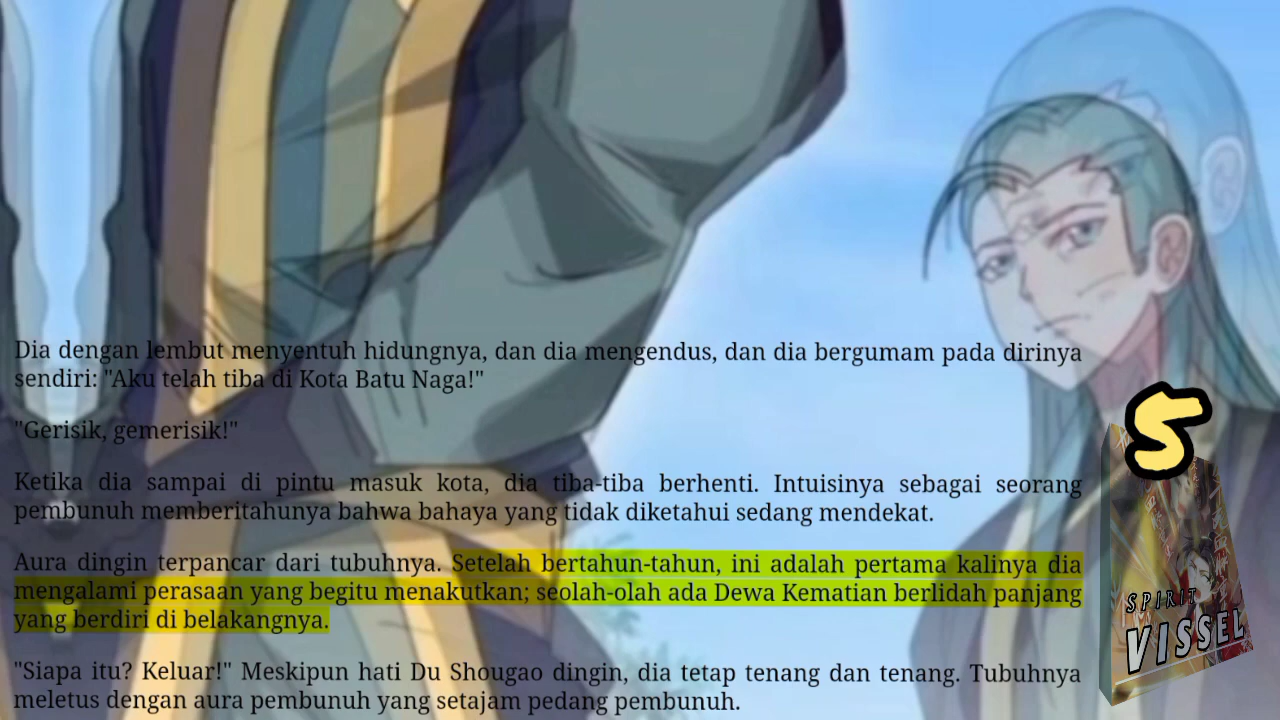 Dia dengan lembut menyentuh hidungnya, dan dia mengendus, dan dia bergumam pada dirinya
sendiri: "Aku telah tiba di Kota Batu Naga!"
"Gerisik, gemerisik!"
Ketika dia sampai di pintu masuk kota, dia tiba-tiba berhenti. Intuisinya sebagai seorang
pembunuh memberitahunya bahwa bahaya yang tidak diketahui sedang mendekat.
Aura dingin terpancar dari tubuhnya. Setelah bertahun-tahun, ini adalah pertama kalinya dia
mengalami perasaan yang begitu menakutkan; seolah-olah ada Dewa Kematian berlidah panjang
yang berdiri di belakangnya.
"Siapa itu? Keluar!" Meskipun hati Du Shougao dingin, dia tetap tenang dan tenang. Tubuhnya
meletus dengan aura pembunuh yang setajam pedang pembunuh.
S
SPIRIT
VISSEL